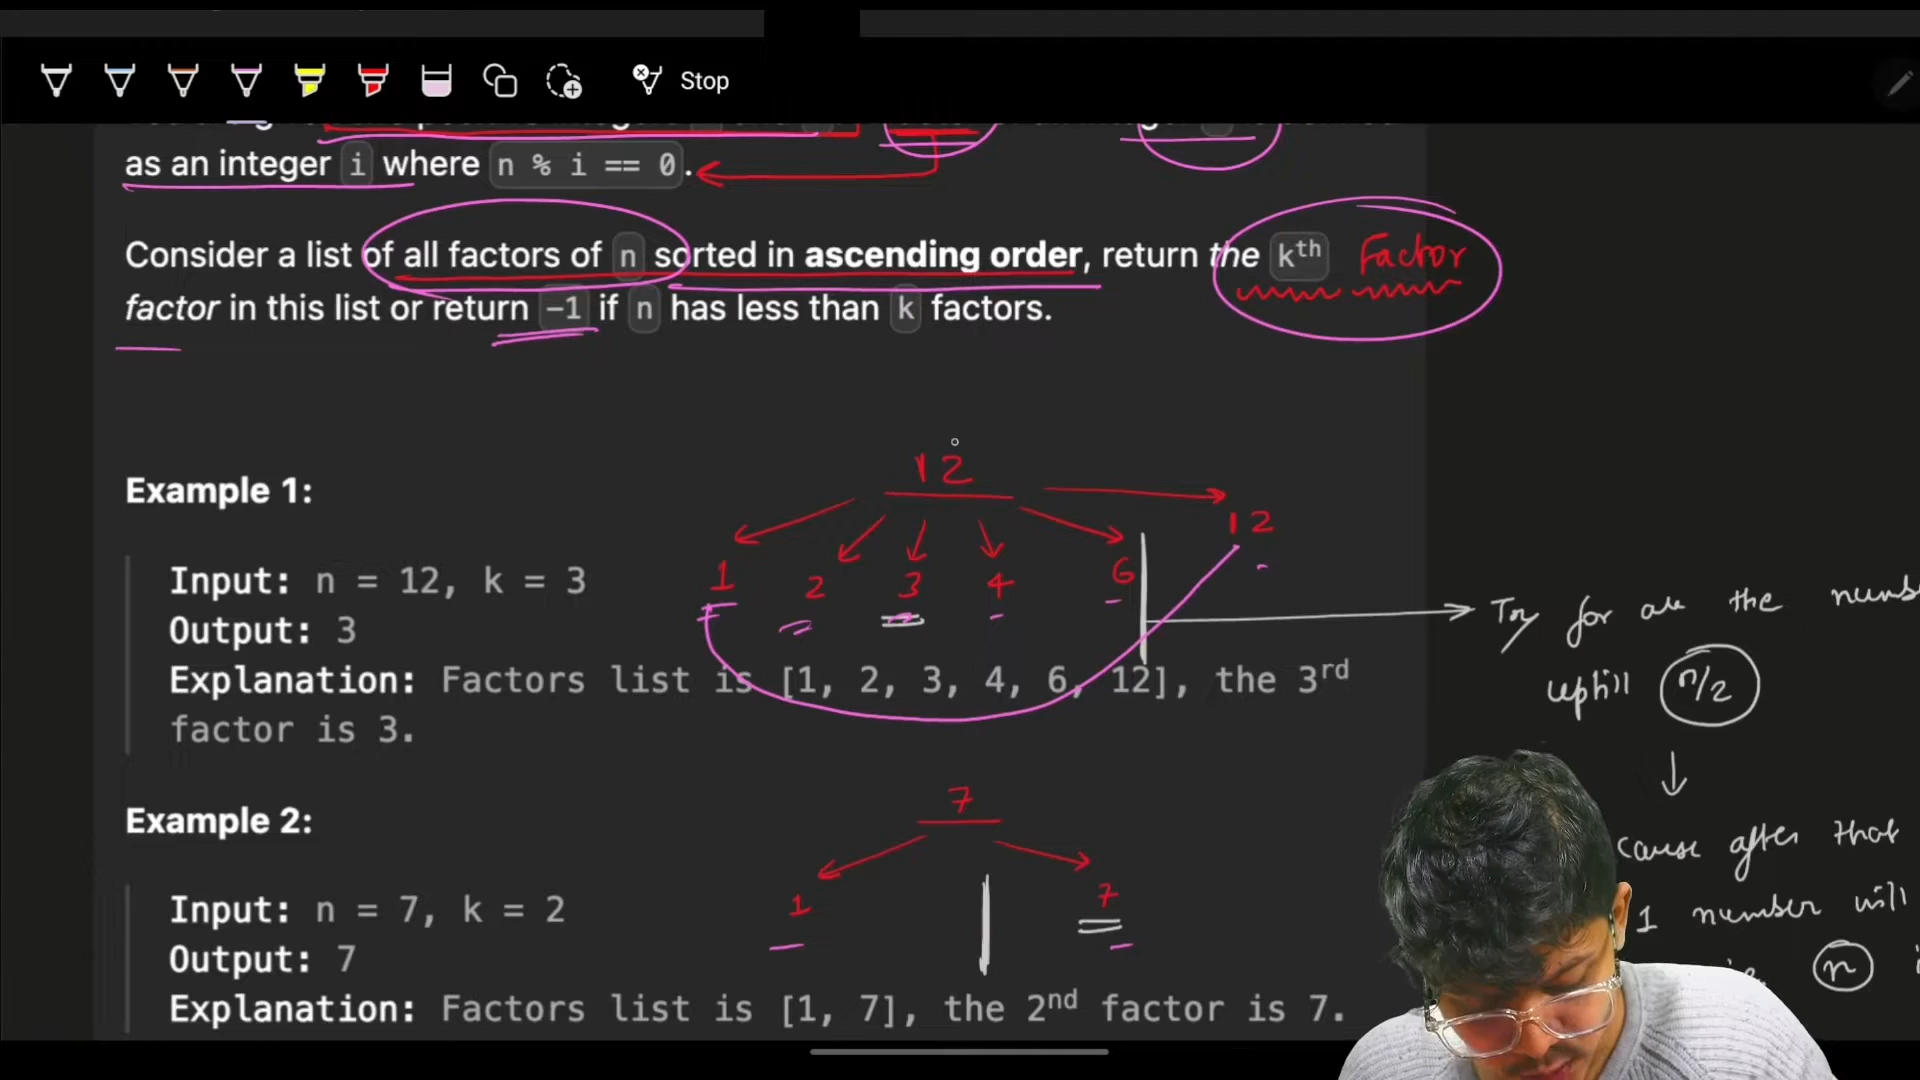 Stop
as an integer i where n % i == 0.
Consider a list of all factors of n sorted in ascending order, return the kth Factor
factor in this list or return -1 if n has less than k factors.
12
12
1 2 3 4 6
Example 1:
Input: n = 12, k = 3
Output: 3
Explanation: Factors list is [1, 2, 3, 4, 6, 12], the 3rd
factor is 3.
Try for all the
uptill n/2
7
1 7
Example 2:
Input: n = 7, k = 2
Output: 7
Explanation: Factors list is [1, 7], the 2nd factor is 7.
cause after that
1 number will
n